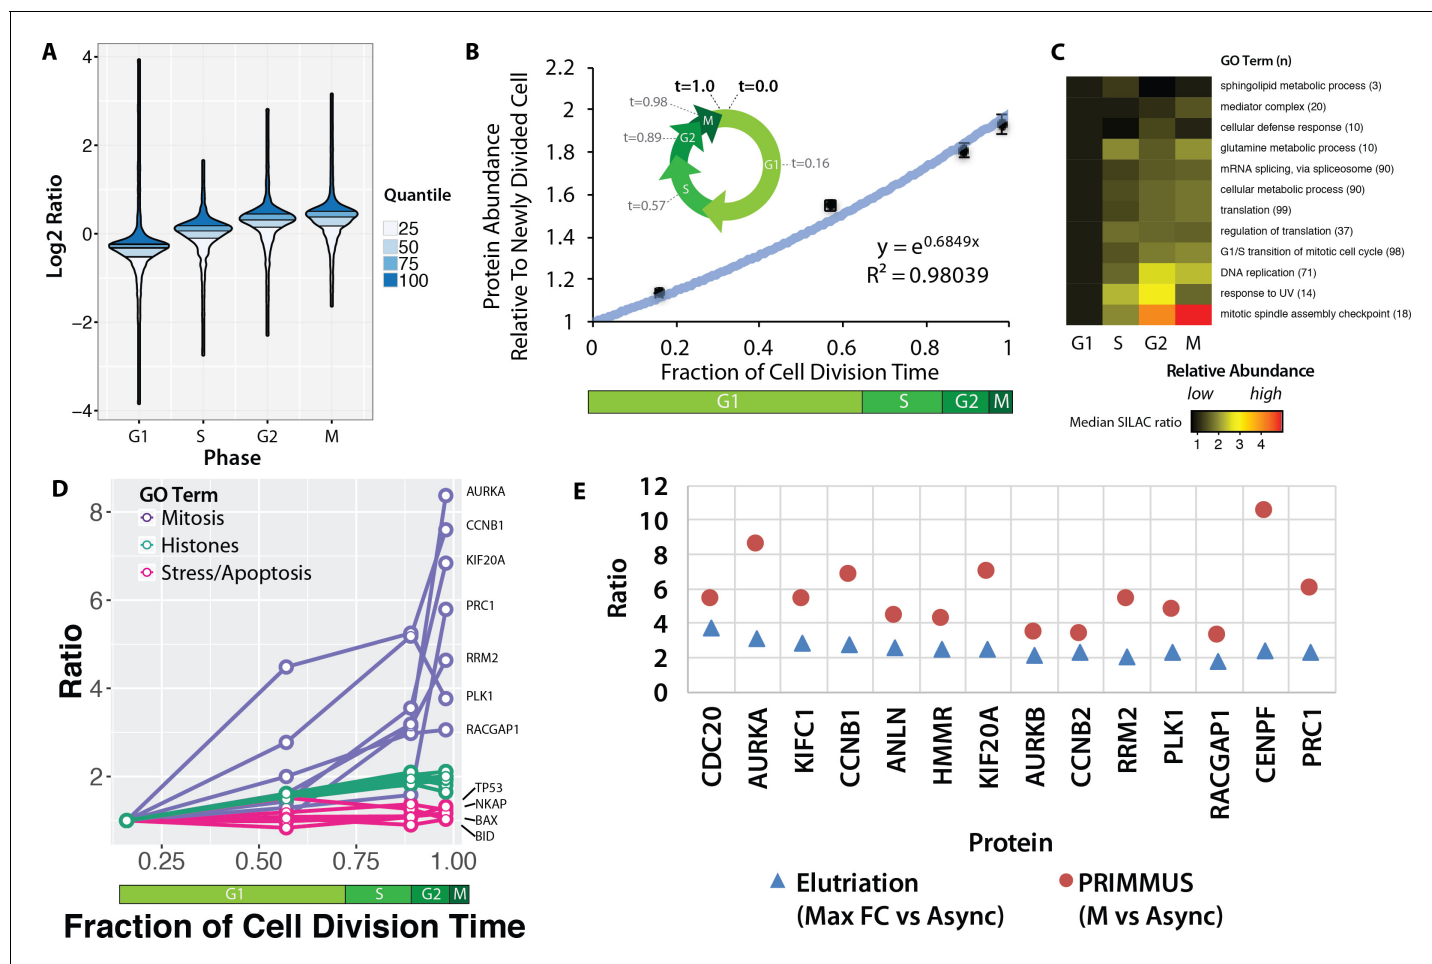 A
4
2
0
−2
−4
Log2 Ratio
G1 S G2 M
Phase
Quantile
25
50
75
100
B
Protein Abundance
Relative To Newly Divided Cell
2.2
2
1.8
1.6
1.4
1.2
1
t=1.0 t=0.0
t=0.98
t=0.89
t=0.57
t=0.16
M
G2
S
G1
y = e^0.6849x
R² = 0.98039
0 0.2 0.4 0.6 0.8 1
Fraction of Cell Division Time
G1 S G2 M
C
GO Term (n)
sphingolipid metabolic process (3)
mediator complex (20)
cellular defense response (10)
glutamine metabolic process (10)
mRNA splicing, via spliceosome (90)
cellular metabolic process (90)
translation (99)
regulation of translation (37)
G1/S transition of mitotic cell cycle (98)
DNA replication (71)
response to UV (14)
mitotic spindle assembly checkpoint (18)
G1 S G2 M
Relative Abundance
low high
Median SILAC ratio
1 2 3 4
D
GO Term
Mitosis
Histones
Stress/Apoptosis
8
6
4
2
Ratio
AURKA
CCNB1
KIF20A
PRC1
RRM2
PLK1
RACGAP1
TP53
NKAP
BAX
BID
0.25 0.50 0.75 1.00
G1 S G2 M
Fraction of Cell Division Time
E
12
10
8
6
4
2
0
Ratio
CDC20
AURKA
KIFC1
CCNB1
ANLN
HMMR
KIF20A
AURKB
CCNB2
RRM2
PLK1
RACGAP1
CENPF
PRC1
Protein
Elutriation
(Max FC vs Async)
PRIMMUS
(M vs Async)